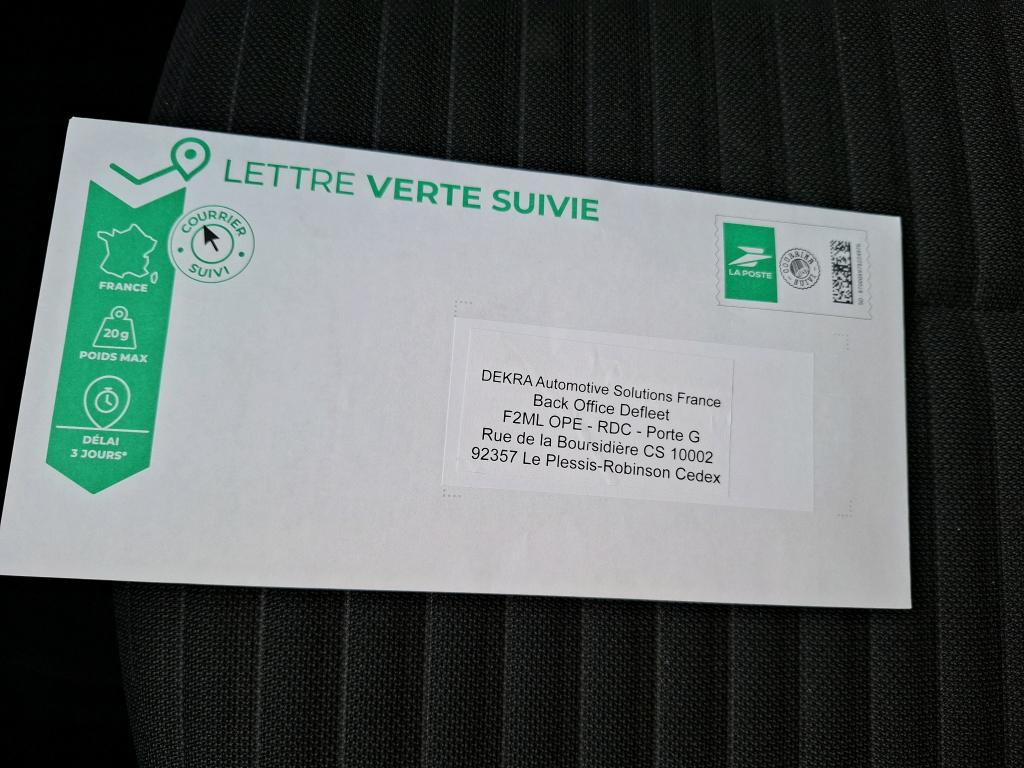 LETTRE VERTE SUIVIE
COURRIER
SUIVI
FRANCE
20g
POIDS MAX
DÉLAI
3 JOURS*
LA POSTE
DEKRA Automotive Solutions France
Back Office Defleet
F2ML OPE - RDC - Porte G
Rue de la Boursidière CS 10002
92357 Le Plessis-Robinson Cedex